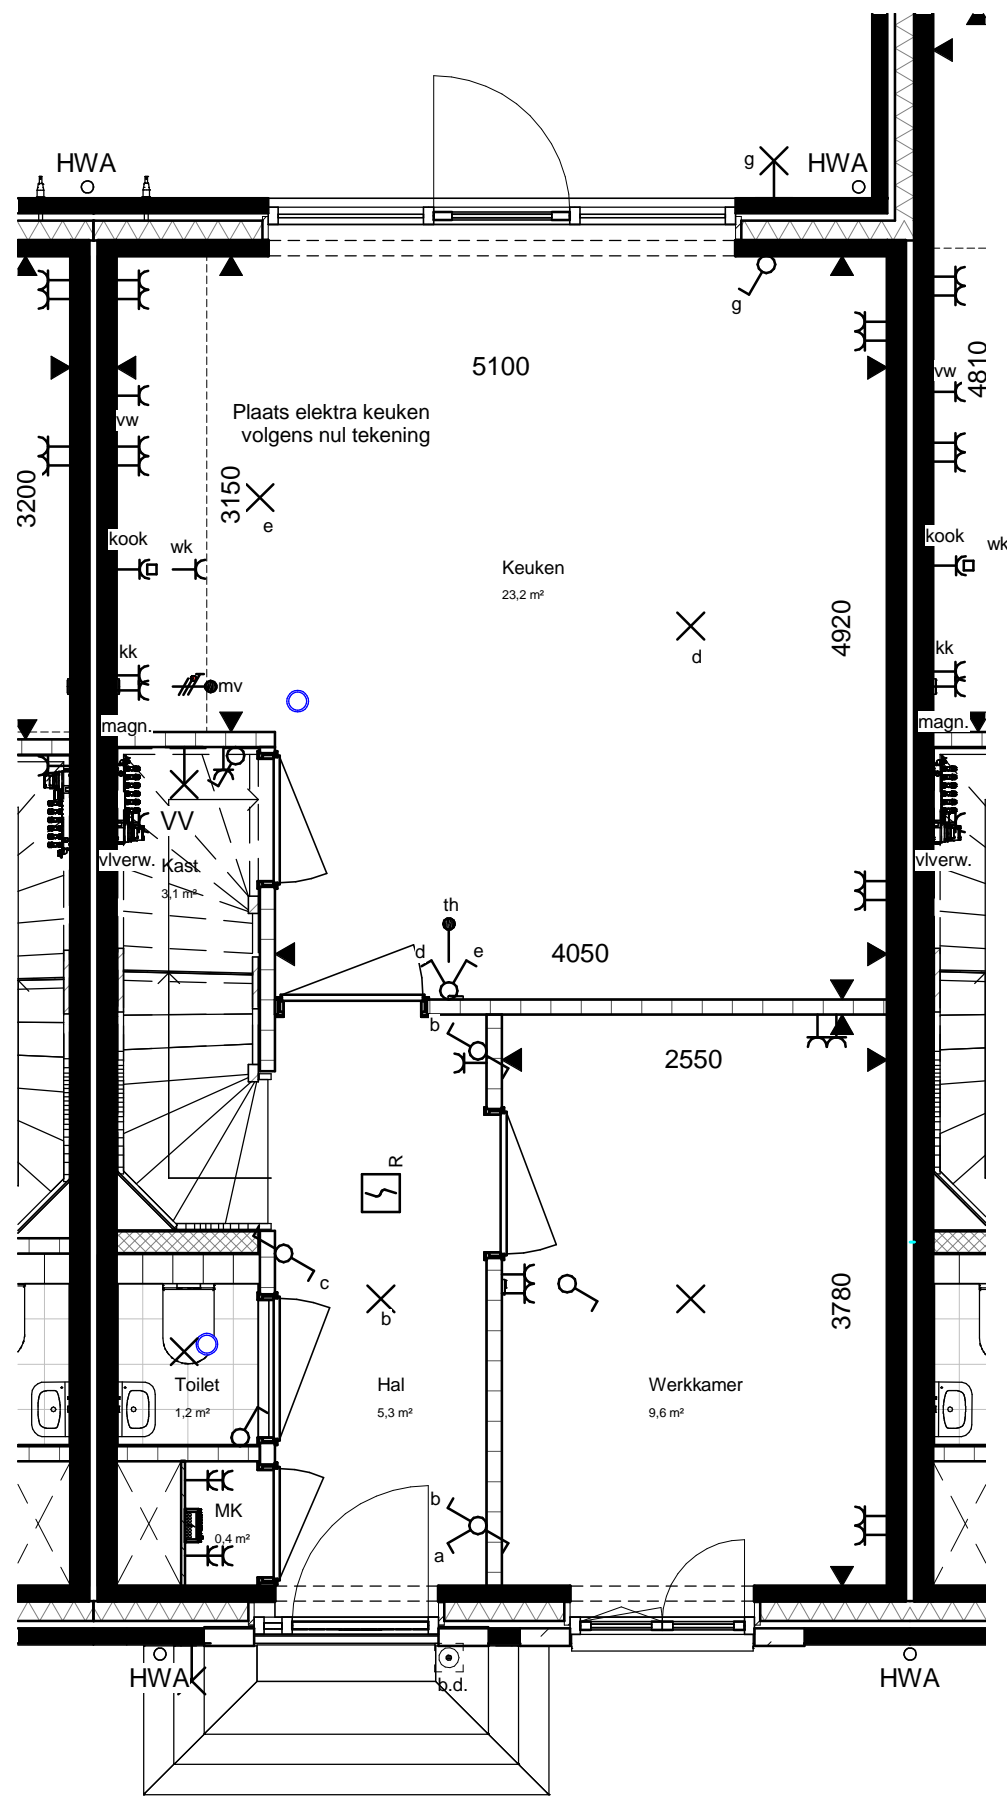 HWA
g
HWA
g
5100
vw
vw
4810
Plaats elektra keuken
volgens nul tekening
3200
3150
e
kook
wk
kook
wk
Keuken
23,2 m²
4920
d
kk
kk
mv
magn.
magn.
VV
vlverw.
vlverw.
Kast
3,1 m²
th
d
e
4050
b
2550
R
c
b
3780
Toilet
1,2 m²
Hal
5,3 m²
Werkkamer
9,6 m²
b
MK
0,4 m²
a
HWA
b.d.
HWA